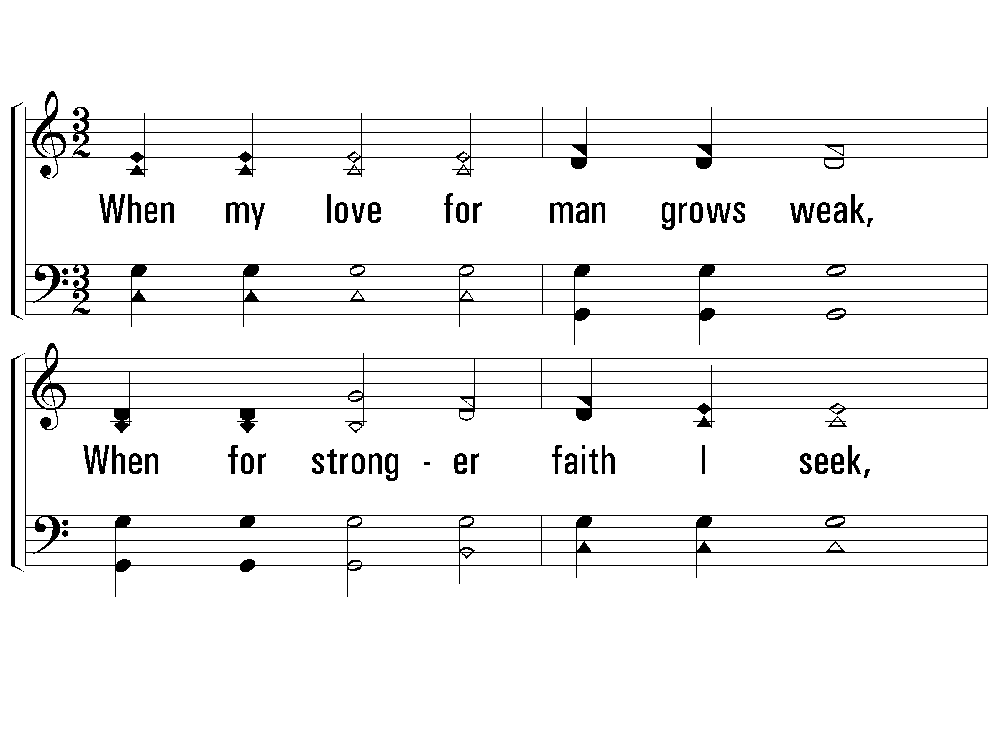 When my love for man grows weak,
When for strong - er faith I seek,